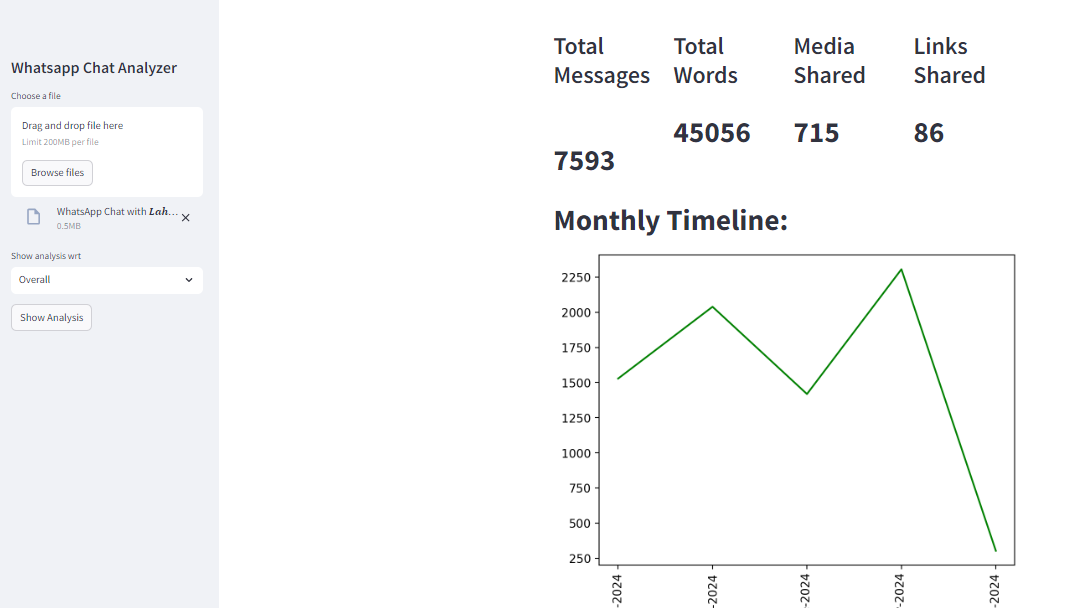 Whatsapp Chat Analyzer
Choose a file
Drag and drop file here
Limit 200MB per file
Browse files
WhatsApp Chat with 𝑳𝒂𝒉...
0.5MB
Show analysis wrt
Overall
Show Analysis
Total
Messages
7593
Total
Words
45056
Media
Shared
715
Links
Shared
86
Monthly Timeline:
2250
2000
1750
1500
1250
1000
750
500
250
-2024
-2024
-2024
-2024
-2024